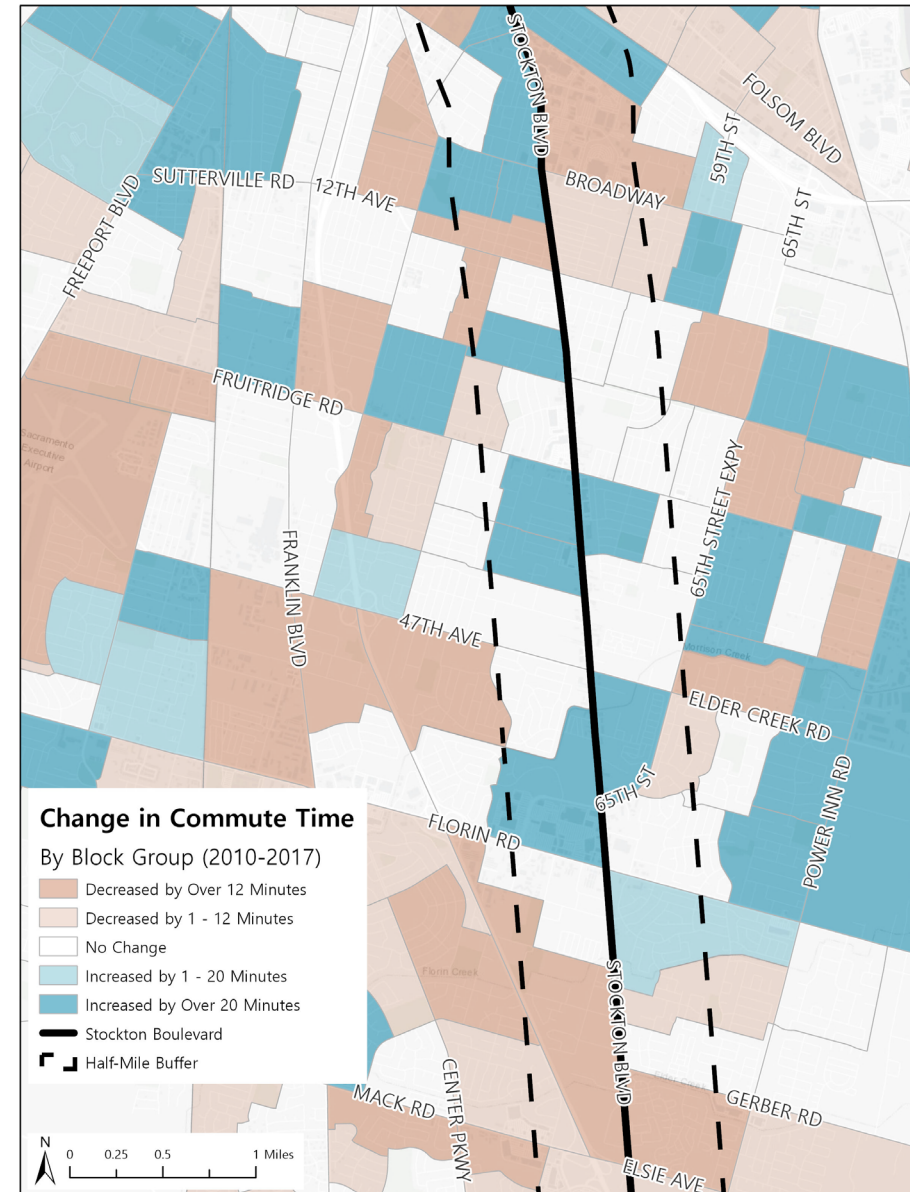 STOCKTON BLVD
FOLSOM BLVD
59TH ST
SUTTERVILLE RD
12TH AVE
BROADWAY
FREEPORT BLVD
65TH ST
FRUITRIDGE RD
Sacramento
Executive
Airport
65TH STREET EXPY
FRANKLIN BLVD
47TH AVE
Morrison Creek
ELDER CREEK RD
65TH ST
POWER INN RD
FLORIN RD
Change in Commute Time
By Block Group (2010-2017)
Decreased by Over 12 Minutes
Decreased by 1 - 12 Minutes
No Change
Increased by 1 - 20 Minutes
Increased by Over 20 Minutes
Stockton Boulevard
Half-Mile Buffer
Florin Creek
STOCKTON BLVD
CENTER PKWY
MACK RD
GERBER RD
ELSIE AVE
N
0 0.25 0.5 1 Miles